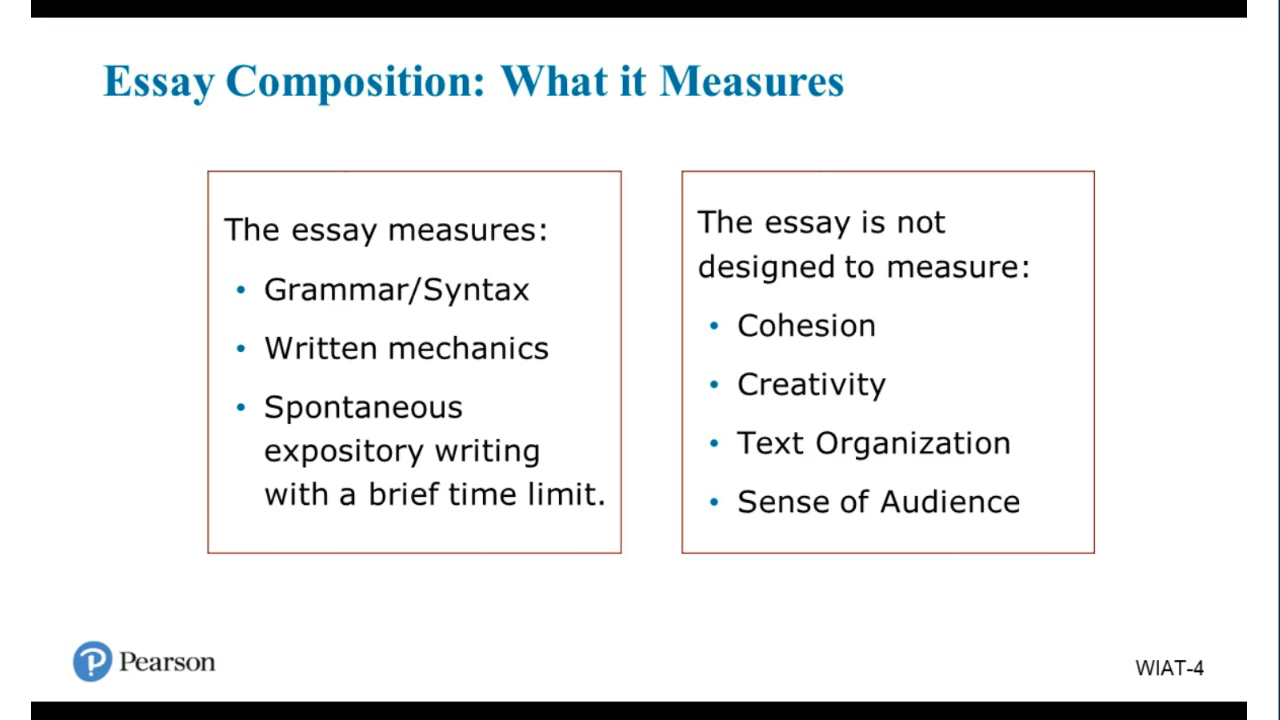 Essay Composition: What it Measures
The essay measures:
• Grammar/Syntax
• Written mechanics
• Spontaneous
expository writing
with a brief time limit.
The essay is not
designed to measure:
• Cohesion
• Creativity
• Text Organization
• Sense of Audience
Pearson
WIAT-4